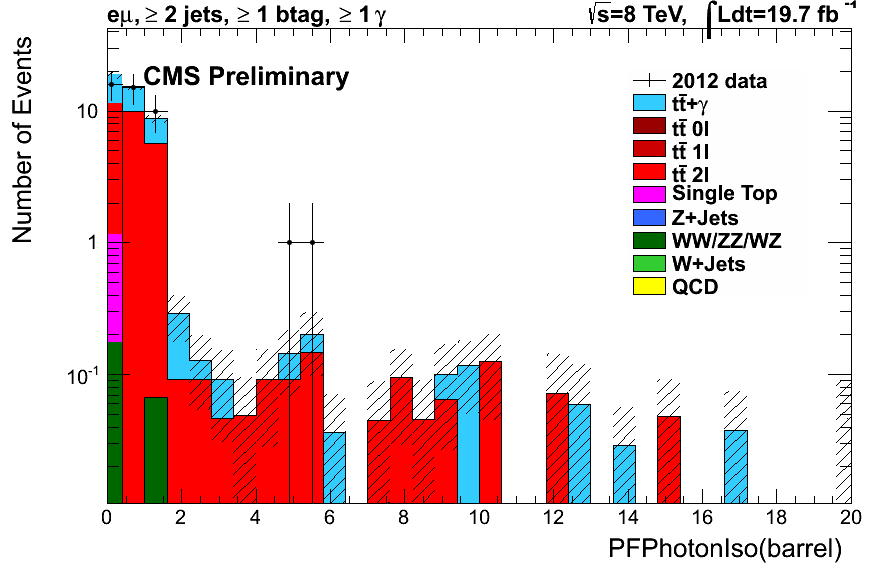 eμ, ≥ 2 jets, ≥ 1 btag, ≥ 1 γ
√s=8 TeV, ∫Ldt=19.7 fb⁻¹
CMS Preliminary
2012 data
tt̄+γ
tt̄ 0l
tt̄ 1l
tt̄ 2l
Single Top
Z+Jets
WW/ZZ/WZ
W+Jets
QCD
Number of Events
10
1
10⁻¹
0 2 4 6 8 10 12 14 16 18 20
PFPhotonIso(barrel)